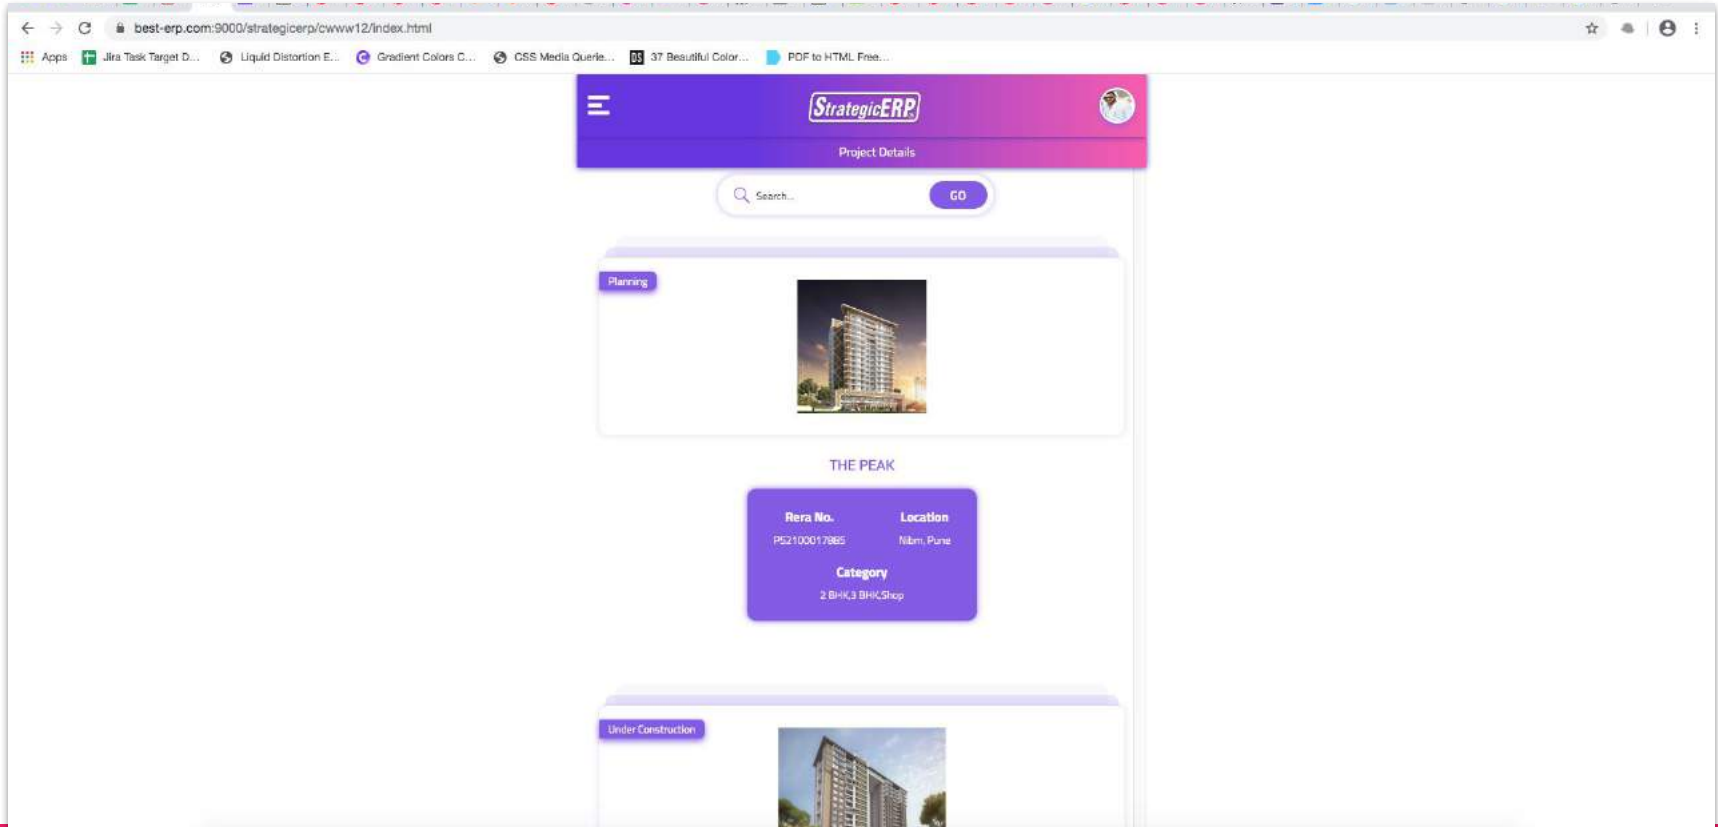 best-erp.com:9000/strategicerp/cwww12/index.html
Apps Jira Task Target D... Liquid Distortion E... Gradient Colors C... CSS Media Querie... DS 37 Beautiful Color... PDF to HTML Free...
StrategicERP
Project Details
Search... GO
Planning
THE PEAK
Rera No. Location
P52100017885 Nibm, Pune
Category
2 BHK,3 BHK,Shop
Under Construction